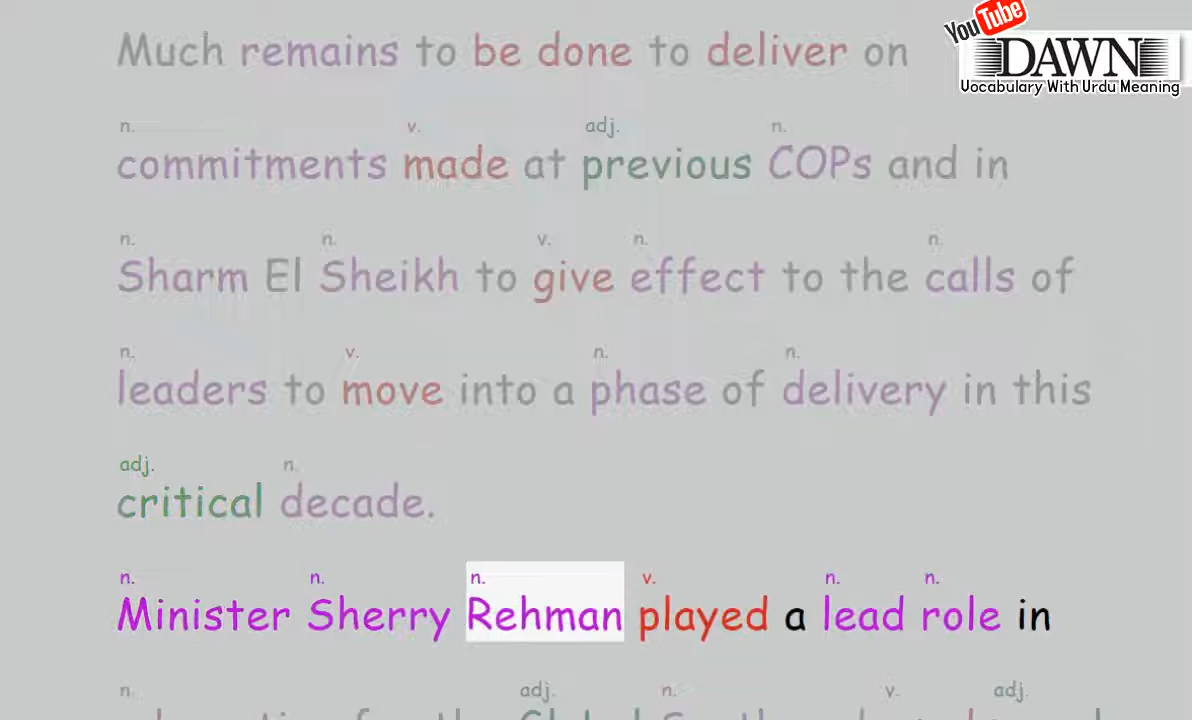 YouTube
DAWN
Vocabulary With Urdu Meaning
Much remains to be done to deliver on
n. v. adj. n.
commitments made at previous COPs and in
n. n. v. n. n.
Sharm El Sheikh to give effect to the calls of
n. v. n. n.
leaders to move into a phase of delivery in this
adj. n.
critical decade.
n. n. n. v. n. n.
Minister Sherry Rehman played a lead role in
n. adj. n. v. adj.